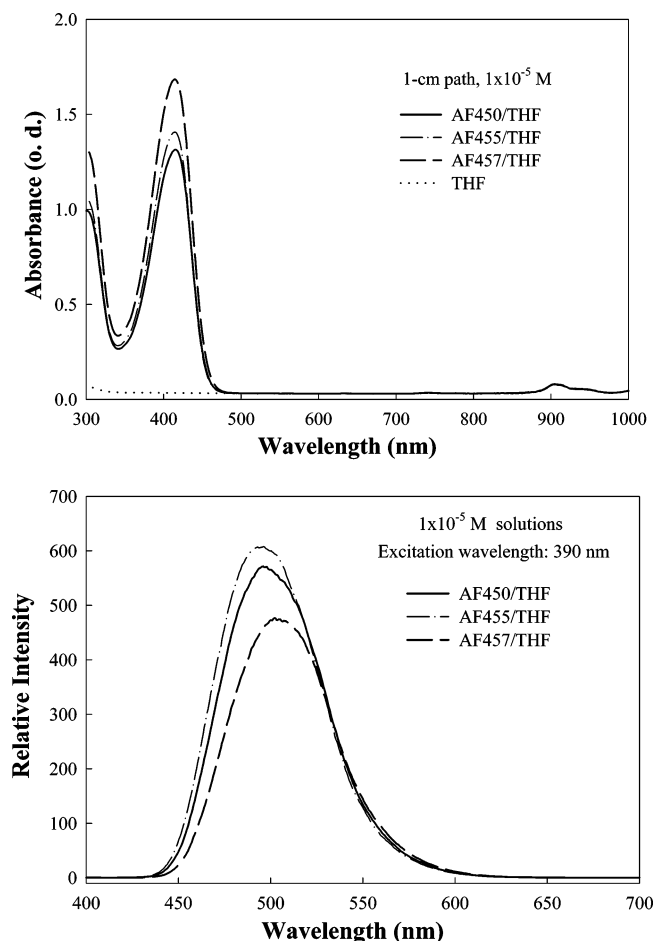 2.0
1.5
1.0
0.5
0.0
Absorbance (o. d.)
1-cm path, 1x10⁻⁵ M
AF450/THF
AF455/THF
AF457/THF
THF
300 400 500 600 700 800 900 1000
Wavelength (nm)
700
600
500
400
300
200
100
0
Relative Intensity
1x10⁻⁵ M solutions
Excitation wavelength: 390 nm
AF450/THF
AF455/THF
AF457/THF
400 450 500 550 600 650 700
Wavelength (nm)